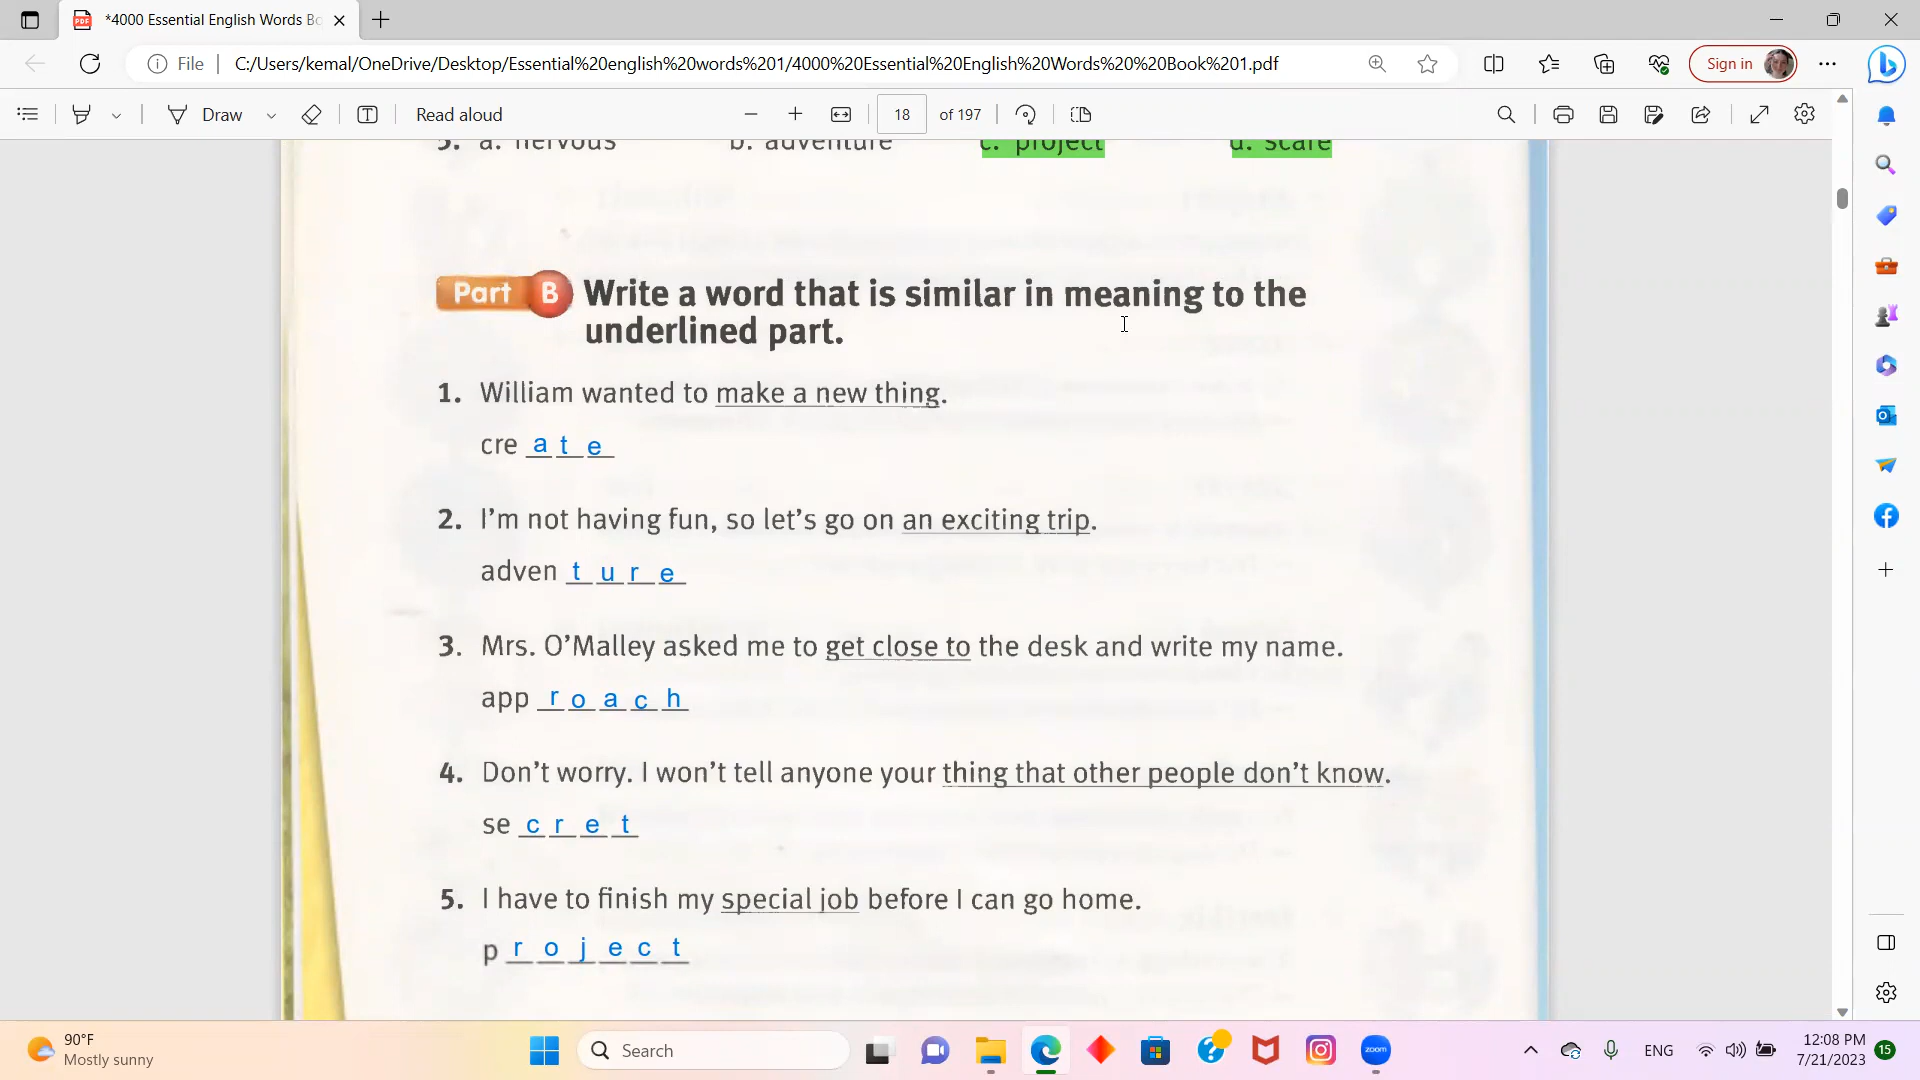 *4000 Essential English Words Bo
File C:/Users/kemal/OneDrive/Desktop/Essential%20english%20words%201/4000%20Essential%20English%20Words%20%20Book%201.pdf Sign in
Draw Read aloud 18 of 197
5. a. nervous b. adventure c. project d. scare
Part B Write a word that is similar in meaning to the
underlined part.
1. William wanted to make a new thing.
cre a t e
2. I'm not having fun, so let's go on an exciting trip.
adven t u r e
3. Mrs. O'Malley asked me to get close to the desk and write my name.
app r o a c h
4. Don't worry. I won't tell anyone your thing that other people don't know.
se c r e t
5. I have to finish my special job before I can go home.
p r o j e c t
90°F
Mostly sunny
Search
zoom
ENG
12:08 PM
7/21/2023
15